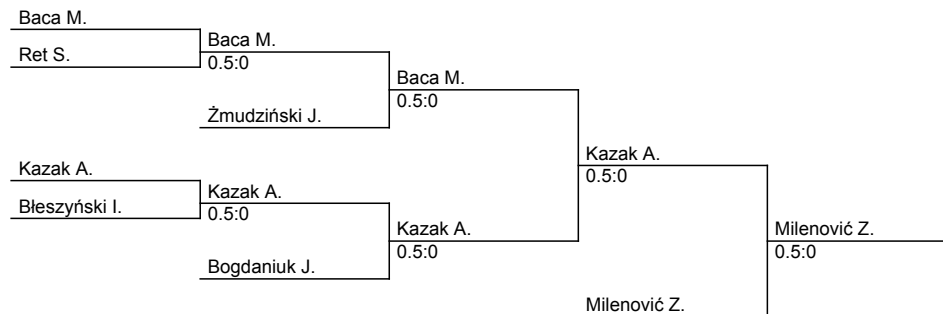 Baca M.
Ret S.
Baca M.
0.5:0
Żmudziński J.
Baca M.
0.5:0
Kazak A.
Błeszyński I.
Kazak A.
0.5:0
Bogdaniuk J.
Kazak A.
0.5:0
Kazak A.
0.5:0
Milenović Z.
Milenović Z.
0.5:0